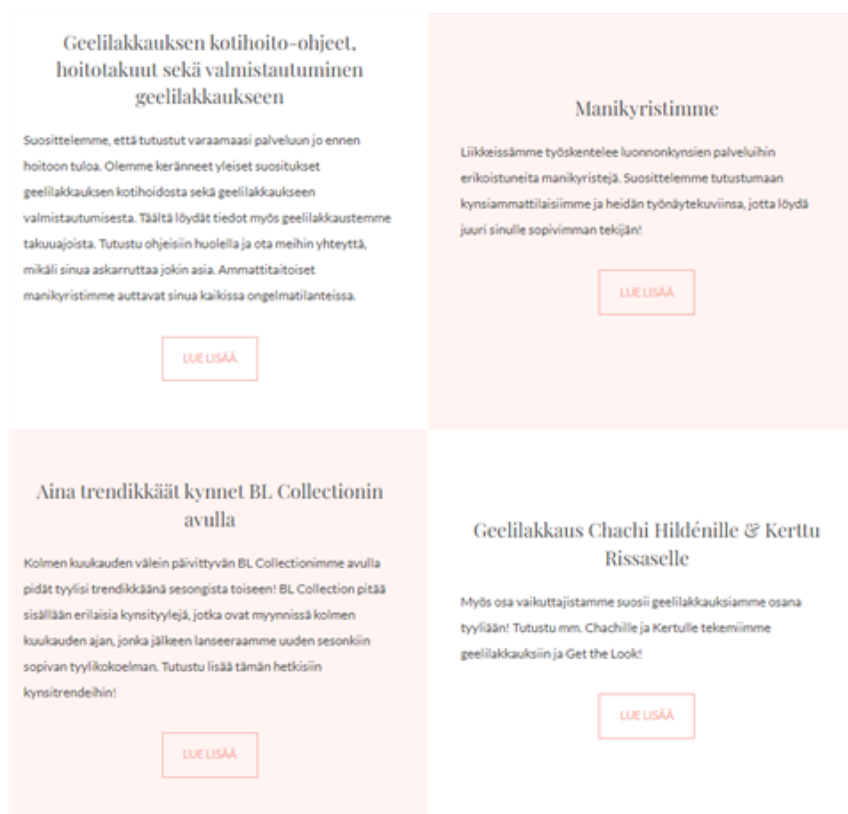 Geelilakkauksen kotihoito-ohjeet,
hoitotakuut sekä valmistautuminen
geelilakkaukseen
Suosittelemme, että tutustut varaamaasi palveluun jo ennen
hoitoon tuloa. Olemme keränneet yleiset suositukset
geelilakkauksen kotihoidosta sekä geelilakkaukseen
valmistautumisesta. Täältä löydät tiedot myös geelilakkaustemme
takuuajoista. Tutustu ohjeisiin huolella ja ota meihin yhteyttä,
mikäli sinua askarruttaa jokin asia. Ammattitaitoiset
manikyristimme auttavat sinua kaikissa ongelmatilanteissa.
LUE LISÄÄ
Manikyristimme
Liikkeissämme työskentelee luonnonkynsien palveluihin
erikoistuneita manikyristejä. Suosittelemme tutustumaan
kynsiammattilaisiimme ja heidän työnäytekuviinsa, jotta löydä
juuri sinulle sopivimman tekijän!
LUE LISÄÄ
Aina trendikkäät kynnet BL Collectionin
avulla
Kolmen kuukauden välein päivittyvän BL Collectionimme avulla
pidät tyylisi trendikkäänä sesongista toiseen! BL Collection pitää
sisällään erilaisia kynsityylejä, jotka ovat myynnissä kolmen
kuukauden ajan, jonka jälkeen lanseeraamme uuden sesonkiin
sopivan tyylikokoelman. Tutustu lisää tämän hetkisiin
kynsitrendeihin!
LUE LISÄÄ
Geelilakkaus Chachi Hildénille & Kerttu
Rissaselle
Myös osa vaikuttajistamme suosii geelilakkauksiamme osana
tyyliään! Tutustu mm. Chachille ja Kertulle tekemiimme
geelilakkauksiin ja Get the Look!
LUE LISÄÄ